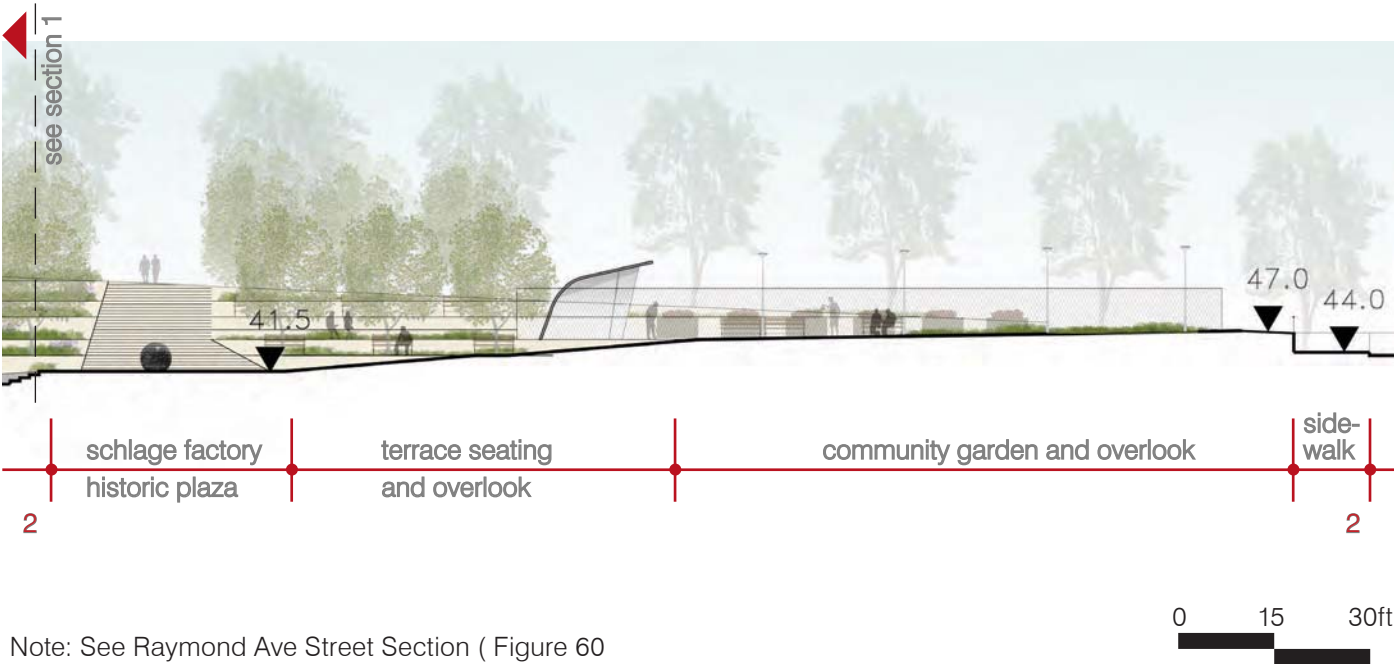 see section 1
41.5
47.0
44.0
schlage factory
historic plaza
terrace seating
and overlook
community garden and overlook
side-
walk
2
2
0 15 30ft
Note: See Raymond Ave Street Section ( Figure 60